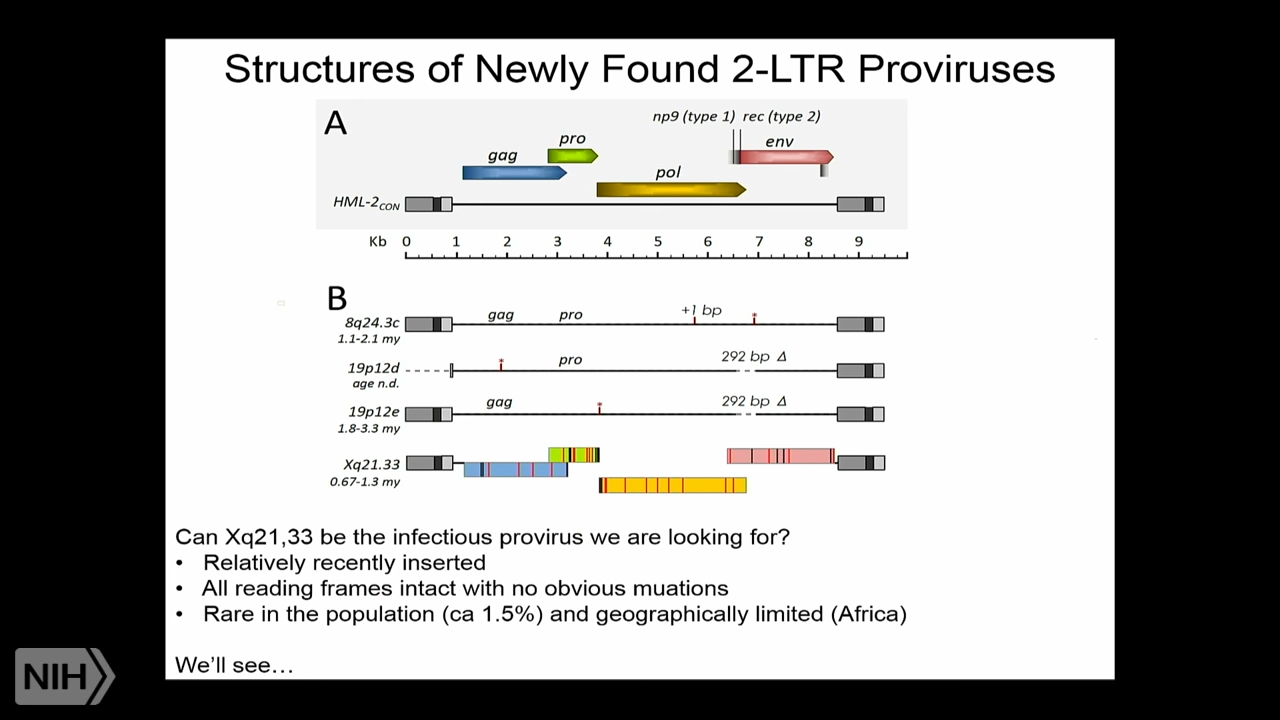 Structures of Newly Found 2-LTR Proviruses
A
np9 (type 1) rec (type 2)
gag
pro
pol
env
HML-2CON
Kb 0 1 2 3 4 5 6 7 8 9
B
8q24.3c gag pro +1 bp *
1.1-2.1 my
19p12d * pro 292 bp Δ
age n.d.
19p12e gag * 292 bp Δ
1.8-3.3 my
Xq21.33
0.67-1.3 my
Can Xq21,33 be the infectious provirus we are looking for?
• Relatively recently inserted
• All reading frames intact with no obvious muations
• Rare in the population (ca 1.5%) and geographically limited (Africa)
We'll see…
NIH